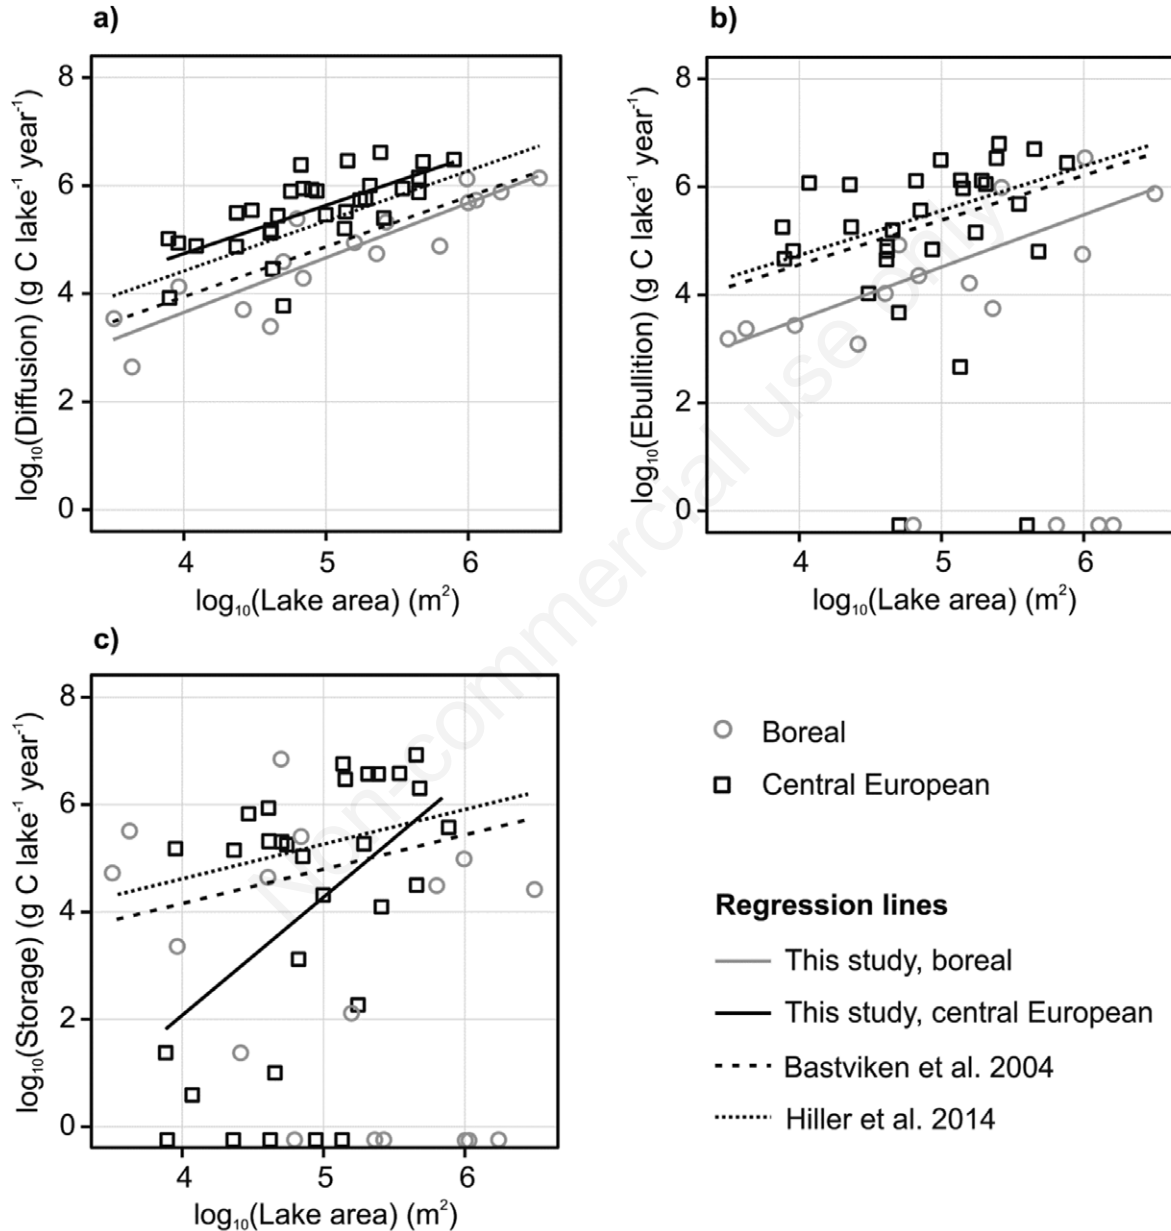 a)
8
6
4
2
0
log₁₀(Diffusion) (g C lake⁻¹ year⁻¹)
4 5 6
log₁₀(Lake area) (m²)
b)
8
6
4
2
0
log₁₀(Ebullition) (g C lake⁻¹ year⁻¹)
4 5 6
log₁₀(Lake area) (m²)
c)
8
6
4
2
0
log₁₀(Storage) (g C lake⁻¹ year⁻¹)
4 5 6
log₁₀(Lake area) (m²)
Boreal
Central European
Regression lines
This study, boreal
This study, central European
Bastviken et al. 2004
Hiller et al. 2014
Non-commercial use only